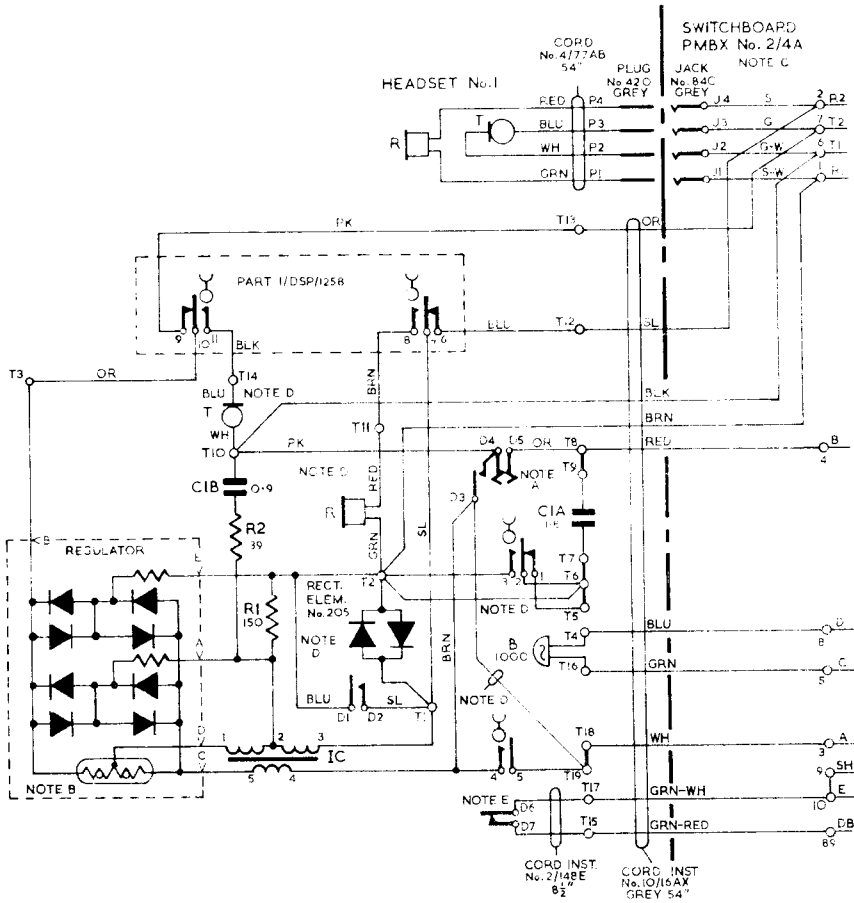 SWITCHBOARD
PMBX No. 2/4A
NOTE C
CORD
No.4/77AB
54"
PLUG
No 420
GREY
JACK
No.84C
GREY
HEADSET No.1
RED P4 J4 S 2 R2
T BLU P3 J3 G 7 T2
R WH P2 J2 G-W 6 T1
GRN P1 J1 S-W 1
PK T13 OR
PART 1/DSP/1258
9 10 11 8 7 6
BLU T12 SL
BLK
T3 OR T14
BLU NOTE D
T
WH
BRN
BLK
BRN
T11
T10 PK D4 D5 OR T8 RED B
4
T9
NOTE A
C1B 0·9
RED
R
D3
C1A
R2
39
GRN
SL
T7
B
REGULATOR
E
T2
3 2 1
T6
T5
RECT.
ELEM.
No.205
R1
150
NOTE D
NOTE D
T4 BLU D
8
B
1000
T16 GRN C
5
A
BRN
BLU D1 D2 SL T1
NOTE D
D 1 2 3
IC
T18 WH A
3
C 5 4
4 5 T19
9 SH
NOTE B
NOTE E D6 T17 GRN-WH E
10
D7 T15 GRN-RED DB
89
CORD INST.
No.2/148E
8½"
CORD INST
No.10/16AX
GREY 54"